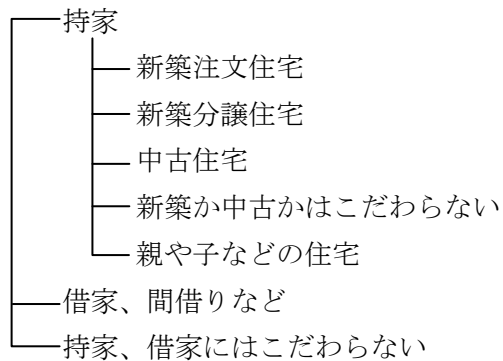 持家
新築注文住宅
新築分譲住宅
中古住宅
新築か中古かはこだわらない
親や子などの住宅
借家、間借りなど
持家、借家にはこだわらない